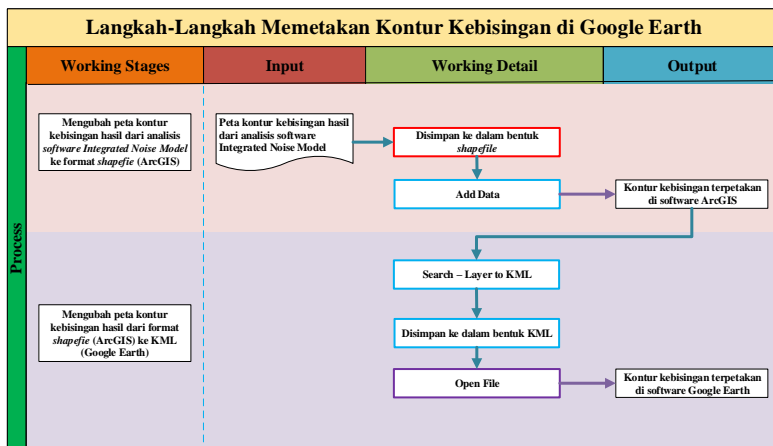 Langkah-Langkah Memetakan Kontur Kebisingan di Google Earth
Working Stages
Input
Working Detail
Output
Process
Mengubah peta kontur
kebisingan hasil dari analisis
software Integrated Noise Model
ke format shapefie (ArcGIS)
Peta kontur kebisingan hasil
dari analisis software
Integrated Noise Model
Disimpan ke dalam bentuk
shapefile
Add Data
Kontur kebisingan terpetakan
di software ArcGIS
Mengubah peta kontur
kebisingan hasil dari format
shapefie (ArcGIS) ke KML
(Google Earth)
Search – Layer to KML
Disimpan ke dalam bentuk KML
Open File
Kontur kebisingan terpetakan
di software Google Earth